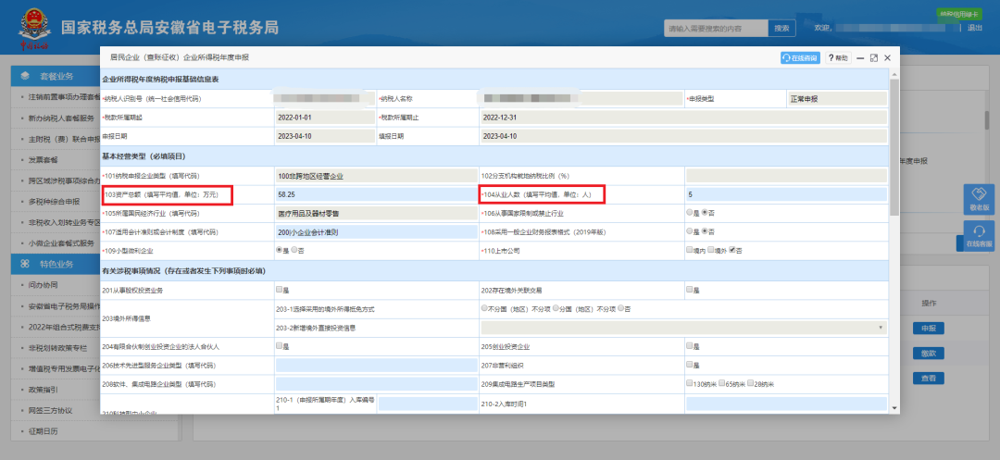 国家税务总局安徽省电子税务局
请输入需要搜索的内容
搜索
欢迎,
退出
套餐业务
注销前置事项办理套餐
新办纳税人套餐服务
主附税（费）联合申报
发票套餐
跨区域涉税事项综合办
多税种综合申报
非税收入划转业务专区
小微企业套餐式服务
特色业务
问办协同
安徽省电子税务局操作
2022年组合式税费支持
非税划转政策专栏
增值税专用发票电子化
政策指引
网签三方协议
征期日历
居民企业（查账征收）企业所得税年度申报
在线咨询
? 帮助
企业所得税年度纳税申报基础信息表
*纳税人识别号（统一社会信用代码）
*纳税人名称
*申报类型
正常申报
*税款所属期起
2022-01-01
*税款所属期止
2022-12-31
申报日期
2023-04-10
填报日期
2023-04-10
基本经营类型（必填项目）
*101纳税申报企业类型（填写代码）
100非跨地区经营企业
102分支机构就地纳税比例（%）
*103资产总额（填写平均值，单位：万元）
58.25
*104从业人数（填写平均值，单位：人）
5
*105所属国民经济行业（填写代码）
医疗用品及器材零售
*106从事国家限制或禁止行业
是 否
*107适用会计准则或会计制度（填写代码）
200|小企业会计准则
*108采用一般企业财务报表格式（2019年版）
是 否
*109小型微利企业
是 否
*110上市公司
境内 境外 否
有关涉税事项情况（存在或者发生下列事项时必填）
201从事股权投资业务
是
202存在境外关联交易
是
203境外所得信息
203-1选择采用的境外所得抵免方式
不分国（地区）不分项 分国（地区）不分项 否
203-2新增境外直接投资信息
204有限合伙制创业投资企业的法人合伙人
是
205创业投资企业
是
206技术先进型服务企业类型（填写代码）
207非营利组织
是
208软件、集成电路企业类型（填写代码）
209集成电路生产项目类型
130纳米 65纳米 28纳米
210-1（申报所属期年度）入库编号
1
210-2入库时间1
年度申报
敬老版
在线客服
操作
申报
缴款
查看